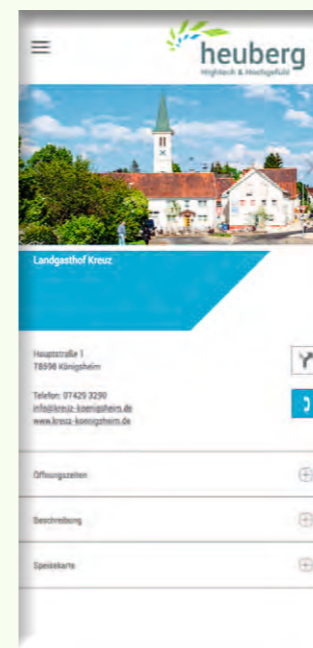 heuberg
Hightech & Hochgefühl
Landgasthof Kreuz
Hauptstraße 1
78598 Königsheim
Telefon: 07429 3290
info@kreuz-koenigsheim.de
www.kreuz-koenigsheim.de
Öffnungszeiten
Beschreibung
Speisekarte